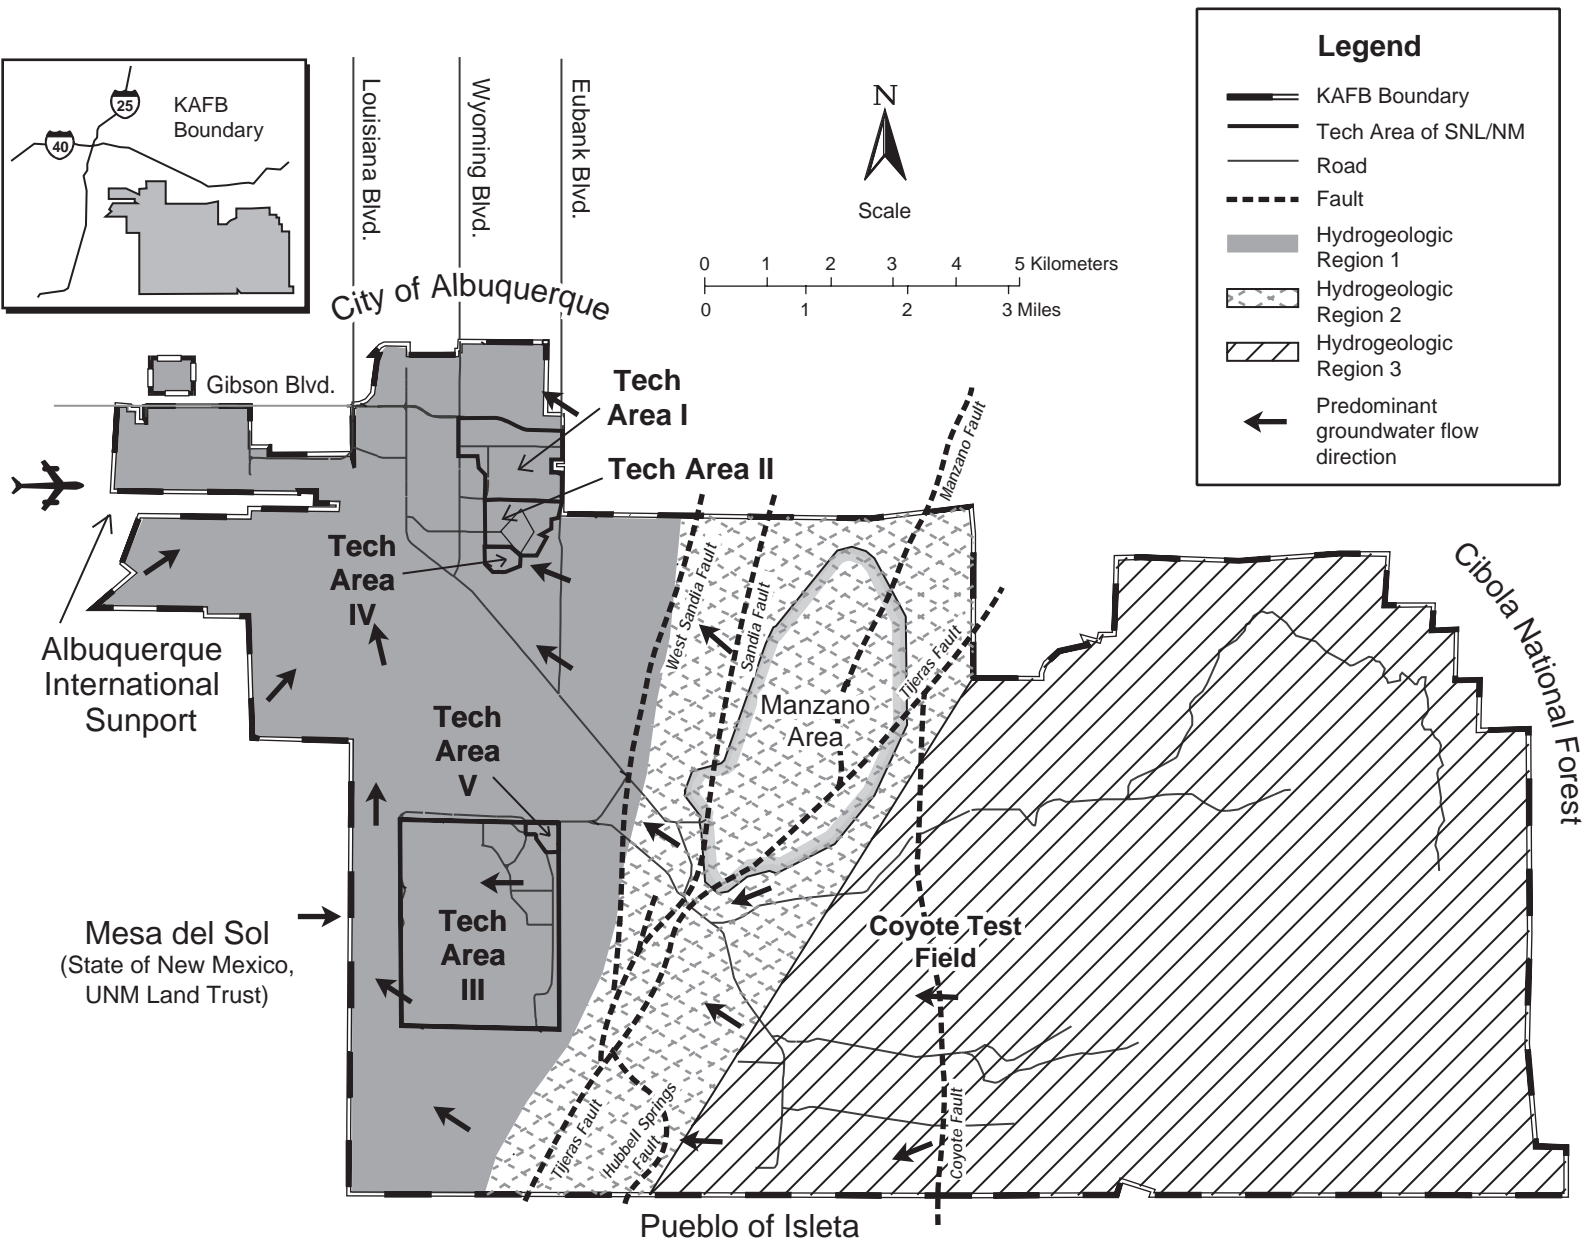 Legend
KAFB Boundary
Tech Area of SNL/NM
Road
Fault
Hydrogeologic
Region 1
Hydrogeologic
Region 2
Hydrogeologic
Region 3
Predominant
groundwater flow
direction
25
40
KAFB
Boundary
Louisiana Blvd.
Wyoming Blvd.
Eubank Blvd.
N
Scale
0 1 2 3 4 5 Kilometers
0 1 2 3 Miles
City of Albuquerque
Gibson Blvd.
Tech
Area I
Tech Area II
Tech
Area
IV
Albuquerque
International
Sunport
Tech
Area
V
Tech
Area
III
Mesa del Sol
(State of New Mexico,
UNM Land Trust)
West Sandia Fault
Sandia Fault
Manzano Fault
Tijeras Fault
Manzano
Area
Cibola National Forest
Coyote Test
Field
Tijeras Fault
Hubbell Springs
Fault
Coyote Fault
Pueblo of Isleta